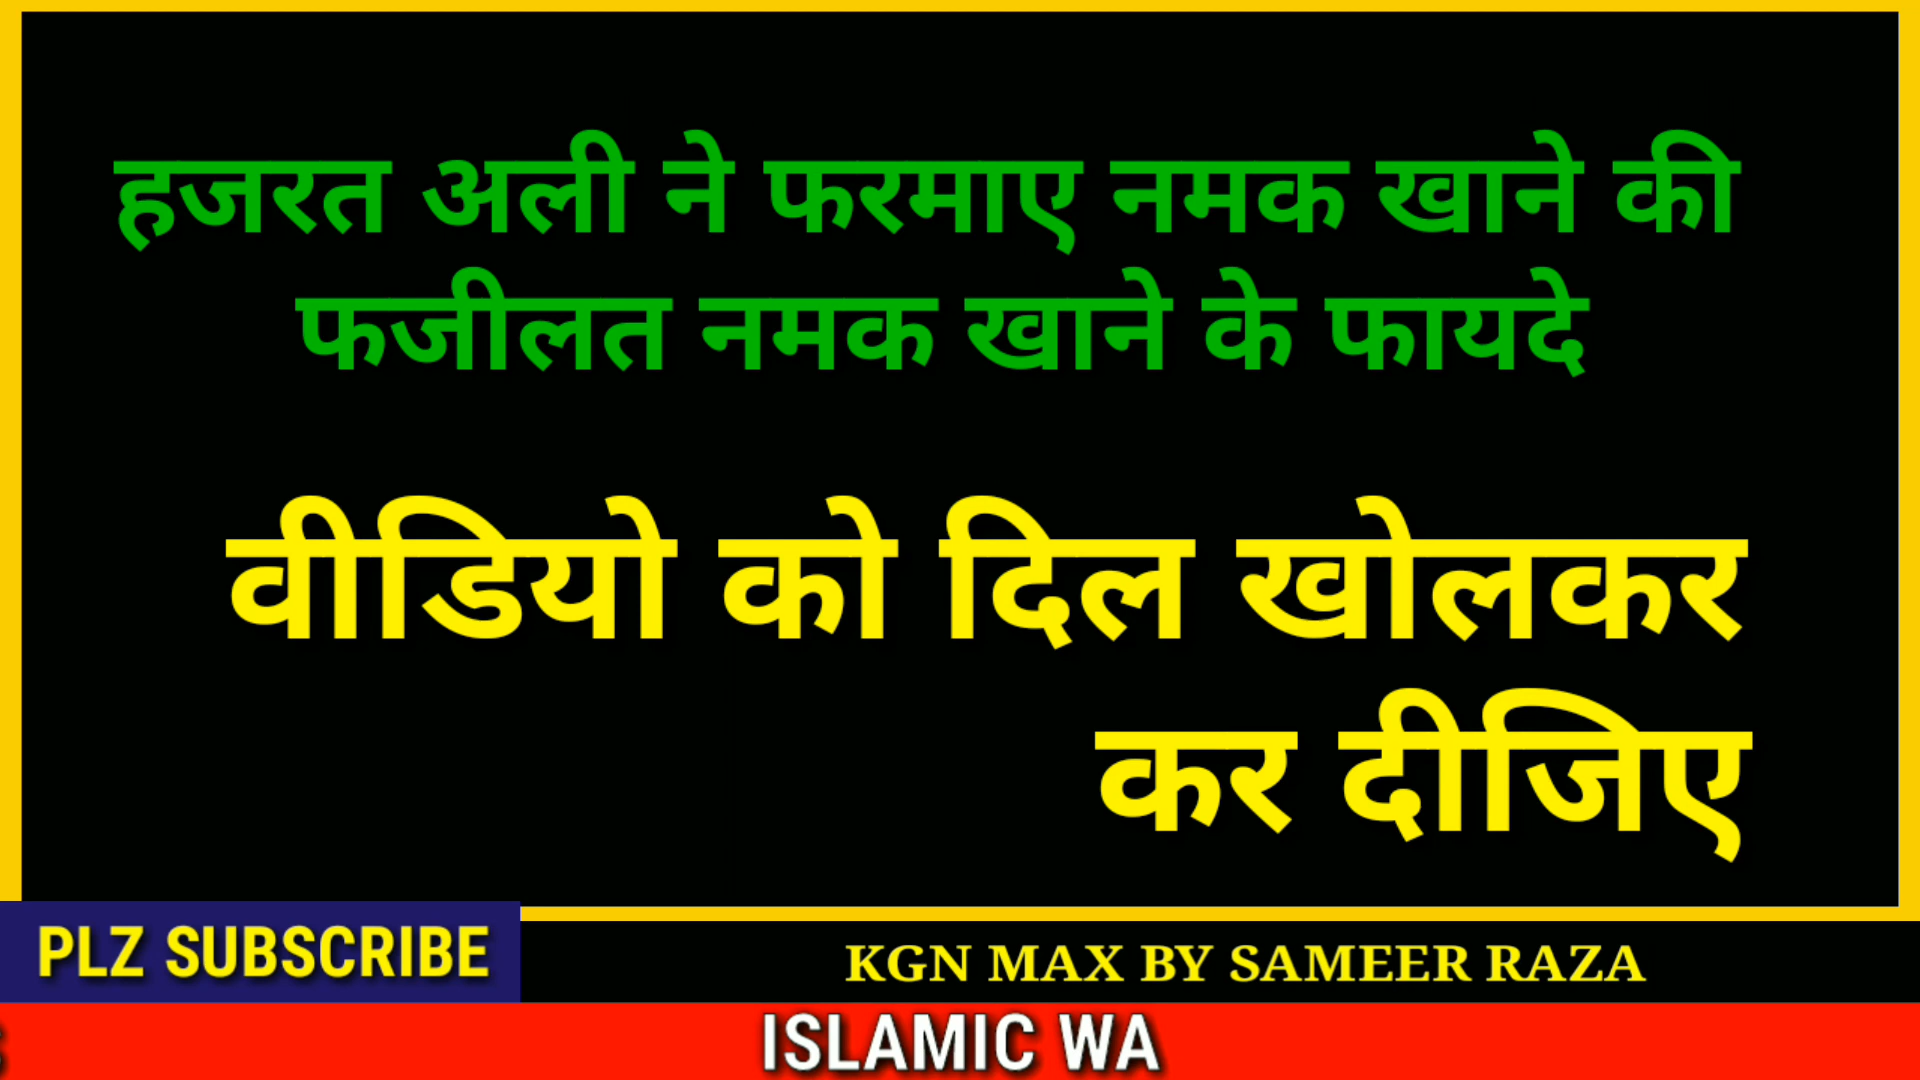 हजरत अली ने फरमाए नमक खाने की
फजीलत नमक खाने के फायदे
वीडियो को दिल खोलकर
कर दीजिए
PLZ SUBSCRIBE
KGN MAX BY SAMEER RAZA
ISLAMIC WA